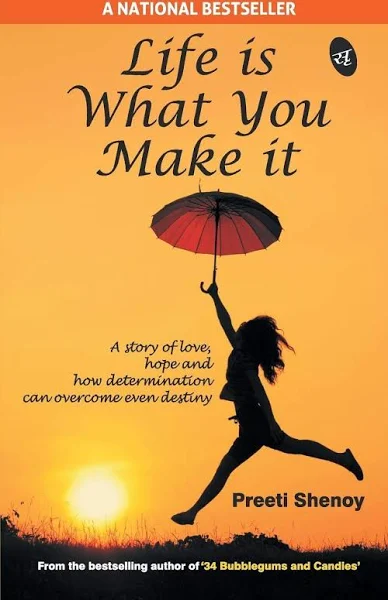 A NATIONAL BESTSELLER
Life is
What You
Make it
सृ
A story of love,
hope and
how determination
can overcome even destiny
Preeti Shenoy
From the bestselling author of '34 Bubblegums and Candies'